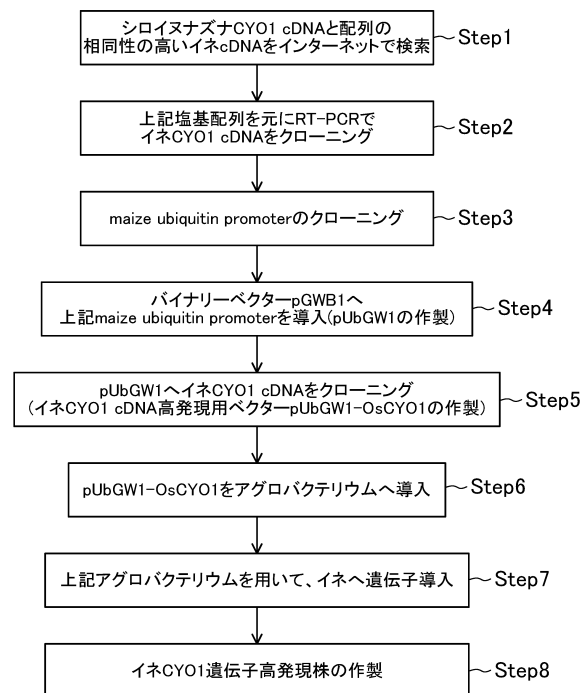 シロイヌナズナCYO1 cDNAと配列の
相同性の高いイネcDNAをインターネットで検索
Step1
上記塩基配列を元にRT-PCRで
イネCYO1 cDNAをクローニング
Step2
maize ubiquitin promoterのクローニング
Step3
バイナリーベクターpGWB1へ
上記maize ubiquitin promoterを導入(pUbGW1の作製)
Step4
pUbGW1へイネCYO1 cDNAをクローニング
(イネCYO1 cDNA高発現用ベクターpUbGW1-OsCYO1の作製)
Step5
pUbGW1-OsCYO1をアグロバクテリウムへ導入
Step6
上記アグロバクテリウムを用いて、イネへ遺伝子導入
Step7
イネCYO1遺伝子高発現株の作製
Step8